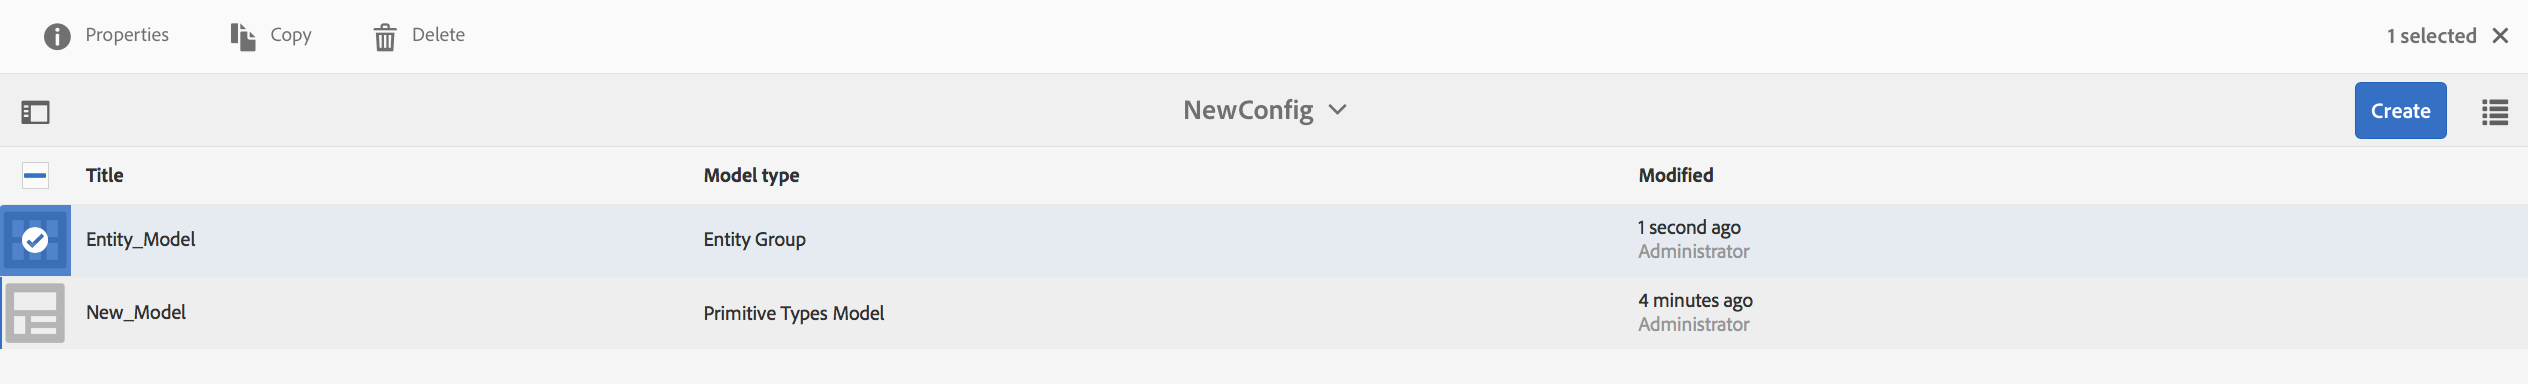 Properties Copy Delete 1 selected
NewConfig Create
Title Model type Modified
Entity_Model Entity Group 1 second ago
Administrator
New_Model Primitive Types Model 4 minutes ago
Administrator